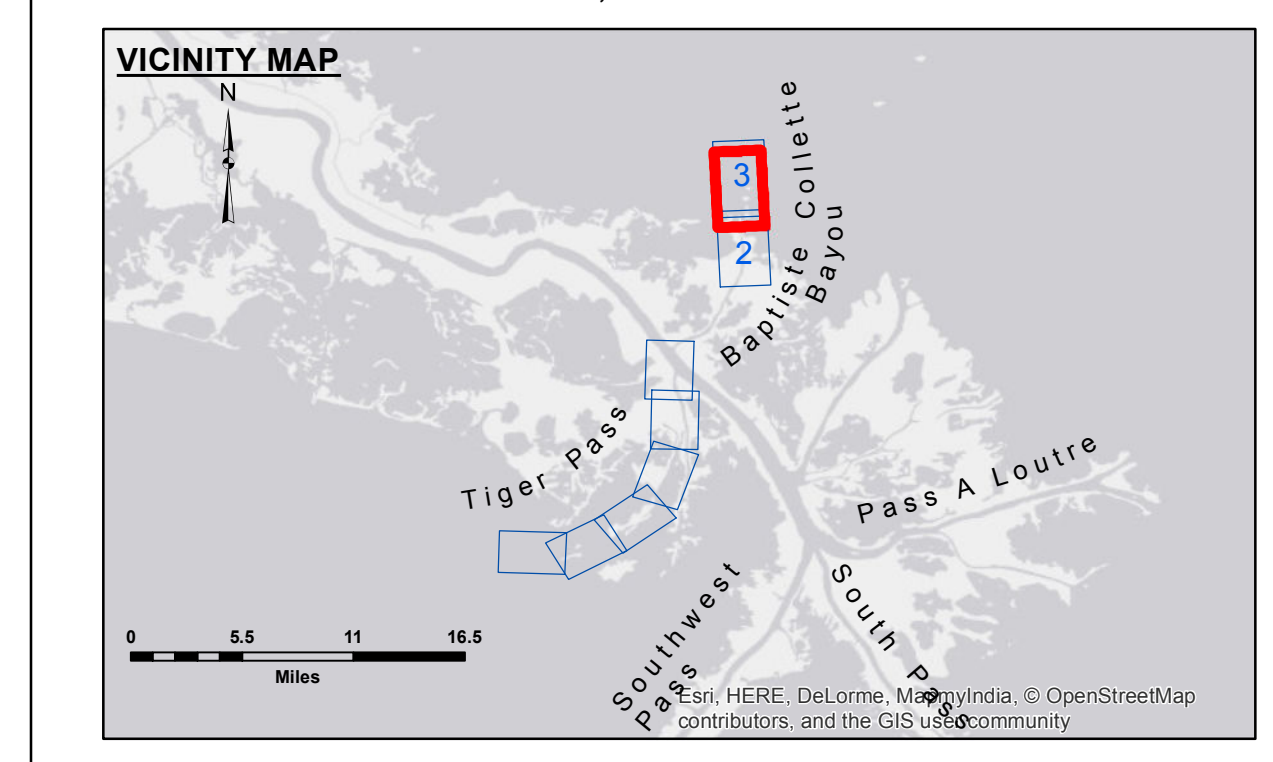 VICINITY MAP
N
3
2
Baptiste Collette
Bayou
Tiger Pass
Pass A Loutre
Southwest
Pass
South Pass
0 5.5 11 16.5
Miles
Esri, HERE, DeLorme, MapmyIndia, © OpenStreetMap
contributors, and the GIS user community